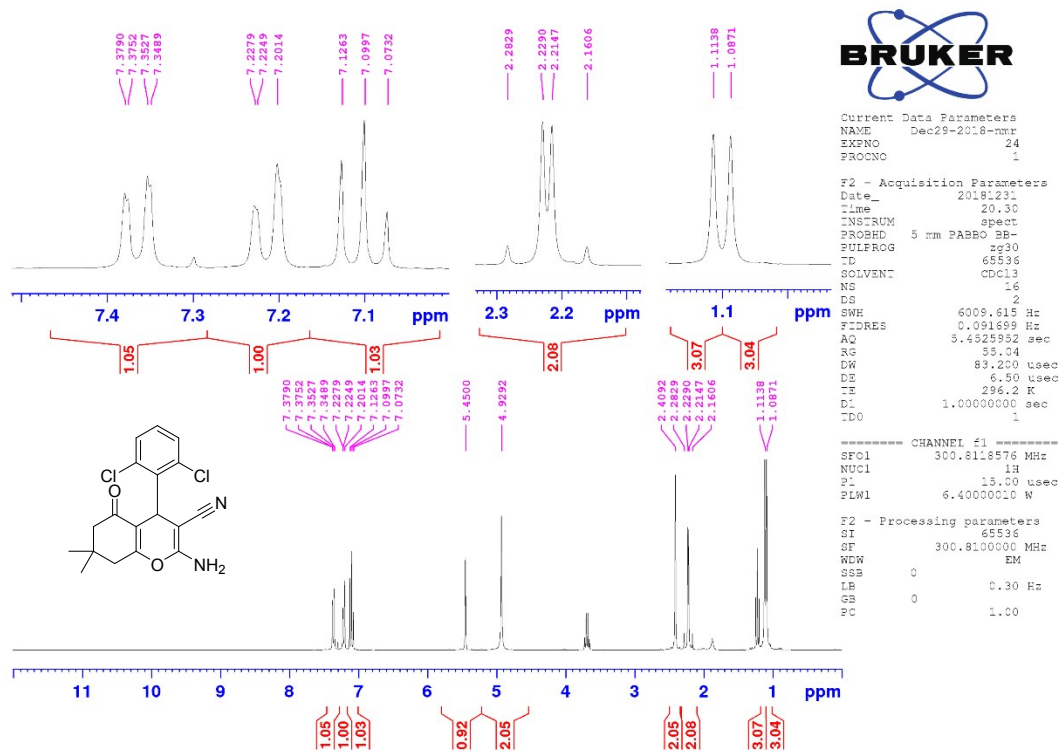 7.3790
7.3752
7.3527
7.3489
7.2279
7.2249
7.2014
7.1263
7.0997
7.0732
2.2829
2.2290
2.2147
2.1606
1.1138
1.0871
7.4 7.3 7.2 7.1 ppm
2.3 2.2 ppm
1.1 ppm
1.05
1.00
1.03
2.08
3.07
3.04
7.3790
7.3752
7.3527
7.3489
7.2279
7.2249
7.2014
7.1263
7.0997
7.0732
5.4500
4.9292
2.4092
2.2829
2.2290
2.2147
2.1606
1.1138
1.0871
Cl
Cl
O
N
O
NH2
11 10 9 8 7 6 5 4 3 2 1 ppm
1.05
1.00
1.03
0.92
2.05
2.05
2.08
3.07
3.04
BRUKER
Current Data Parameters
NAME Dec29-2018-nmr
EXPNO 24
PROCNO 1
F2 - Acquisition Parameters
Date_ 20181231
Time 20.30
INSTRUM spect
PROBHD 5 mm PABBO BB-
PULPROG zg30
TD 65536
SOLVENT CDCl3
NS 16
DS 2
SWH 6009.615 Hz
FIDRES 0.091699 Hz
AQ 5.4525952 sec
RG 55.04
DW 83.200 usec
DE 6.50 usec
TE 296.2 K
D1 1.00000000 sec
TD0 1
======== CHANNEL f1 ========
SFO1 300.8118576 MHz
NUC1 1H
P1 15.00 usec
PLW1 6.40000010 W
F2 - Processing parameters
SI 65536
SF 300.8100000 MHz
WDW EM
SSB 0
LB 0.30 Hz
GB 0
PC 1.00